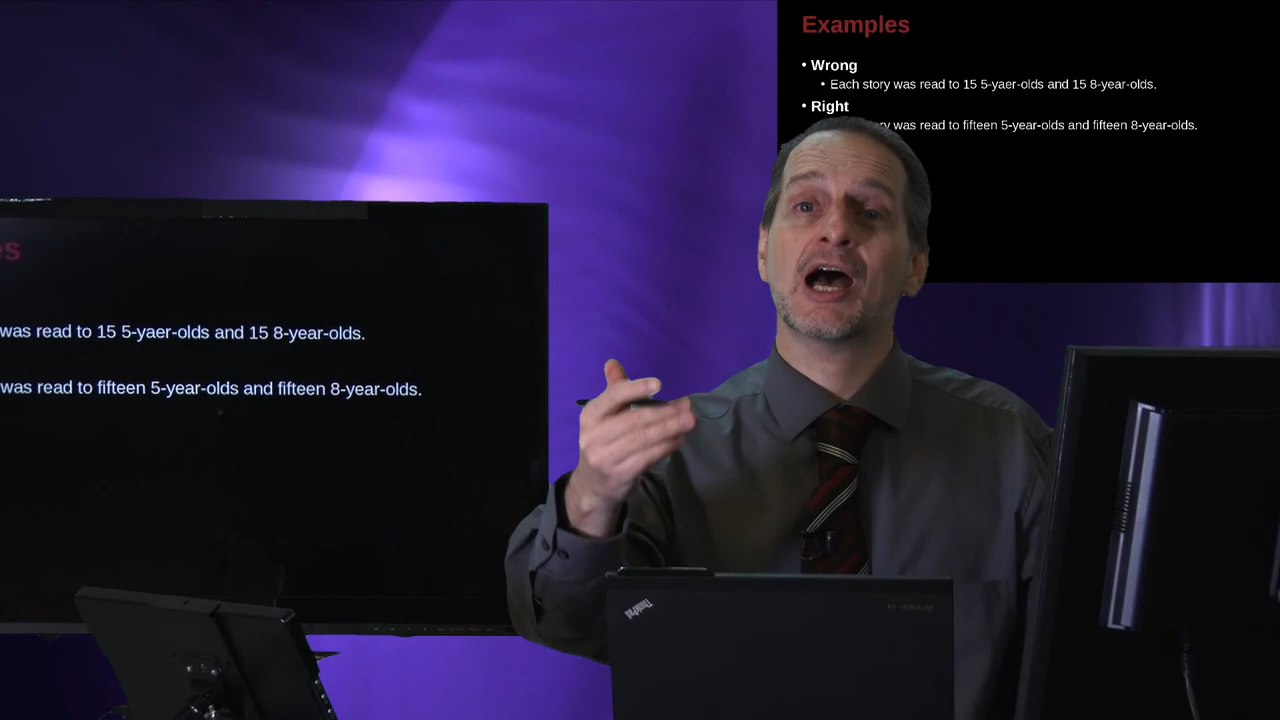 Examples
• Wrong
• Each story was read to 15 5-yaer-olds and 15 8-year-olds.
• Right
was read to fifteen 5-year-olds and fifteen 8-year-olds.
es
was read to 15 5-yaer-olds and 15 8-year-olds.
was read to fifteen 5-year-olds and fifteen 8-year-olds.
ThinkPad